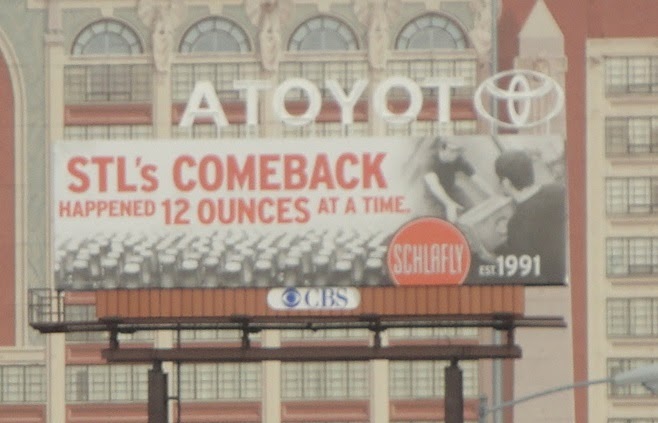 ATOYOT
STL's COMEBACK
HAPPENED 12 OUNCES AT A TIME.
SCHLAFLY
EST. 1991
CBS